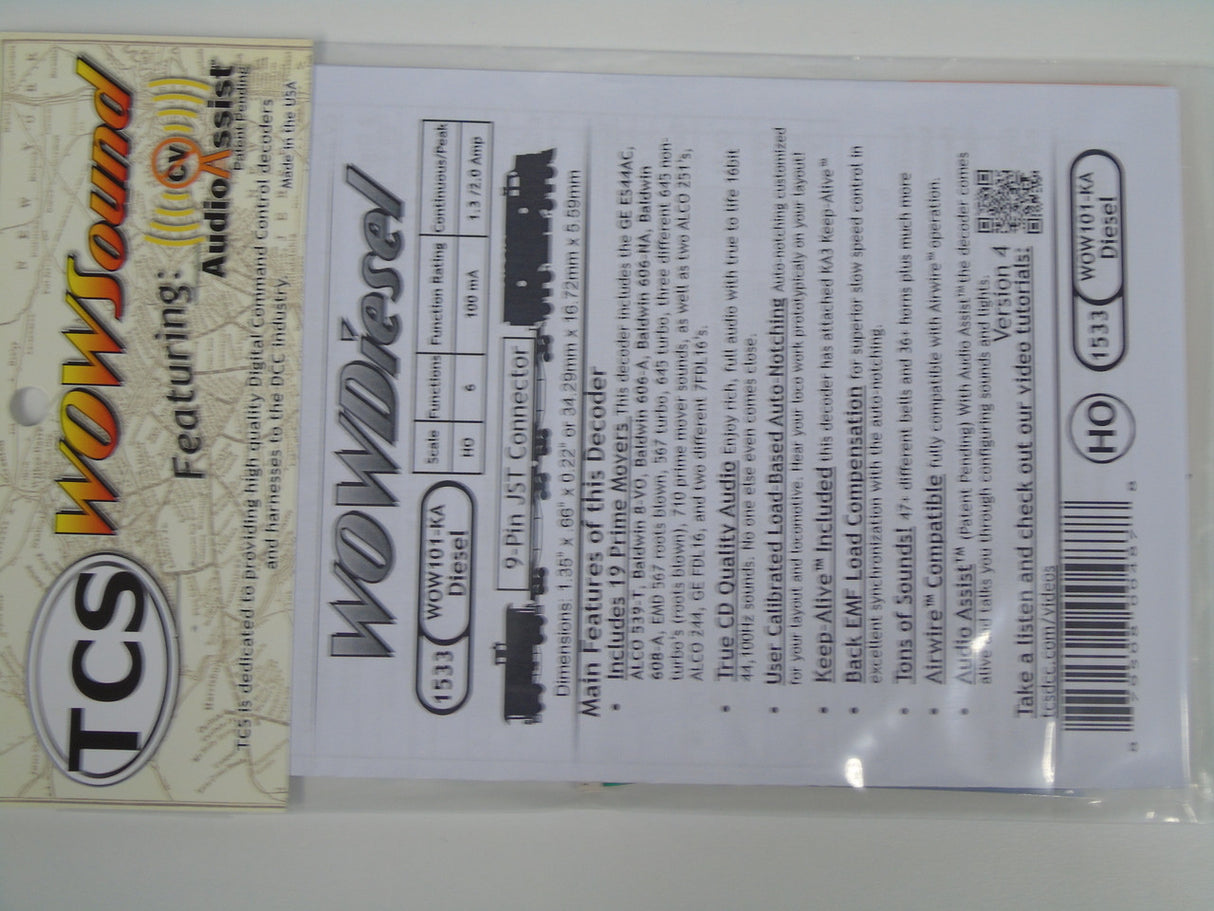 TCS
WOWSound
Featuring:
CV
AudioAssist™
Patent Pending
TCS is dedicated to providing high quality Digital Command Control decoders
and harnesses to the DCC industry.
Made in the USA
WOWDiesel
1533
WOW101-KA
Diesel
Scale Functions Function Rating Continuous/Peak
HO 6 100 mA 1.3 /2.0 Amp
9-Pin JST Connector
Dimensions: 1.35" x .66" x 0.22" or 34.29mm x 16.72mm x 5.59mm
Main Features of this Decoder
• Includes 19 Prime Movers This decoder includes the GE ES44AC,
ALCO 539-T, Baldwin 8-VO, Baldwin 606-A, Baldwin 606-NA, Baldwin
608-A, EMD 567 roots blown, 567 turbo, 645 turbo, three different 645 non-
turbo's (roots blown), 710 prime mover sounds, as well as two ALCO 251's,
ALCO 244, GE FDL16, and two different 7FDL16's.
• True CD Quality Audio Enjoy rich, full audio with true to life 16bit
44,100Hz sounds. No one else even comes close.
• User Calibrated Load-Based Auto-Notching Auto-notching customized
for your layout and locomotive. Hear your loco work prototypicaly on your layout!
• Keep-Alive™ Included this decoder has attached KA3 Keep-Alive™
• Back EMF Load Compensation for superior slow speed control in
excellent synchronization with the auto-notching.
• Tons of Sounds! 47+ different bells and 36+ horns plus much more
• Airwire™ Compatible fully compatible with Airwire™ operation.
• Audio Assist™ (Patent Pending) With Audio Assist™ the decoder comes
alive and talks you through configuring sounds and lights.
Version 4
Take a listen and check out our video tutorials!
tcsdcc.com/videos
HO
1533
WOW101-KA
Diesel